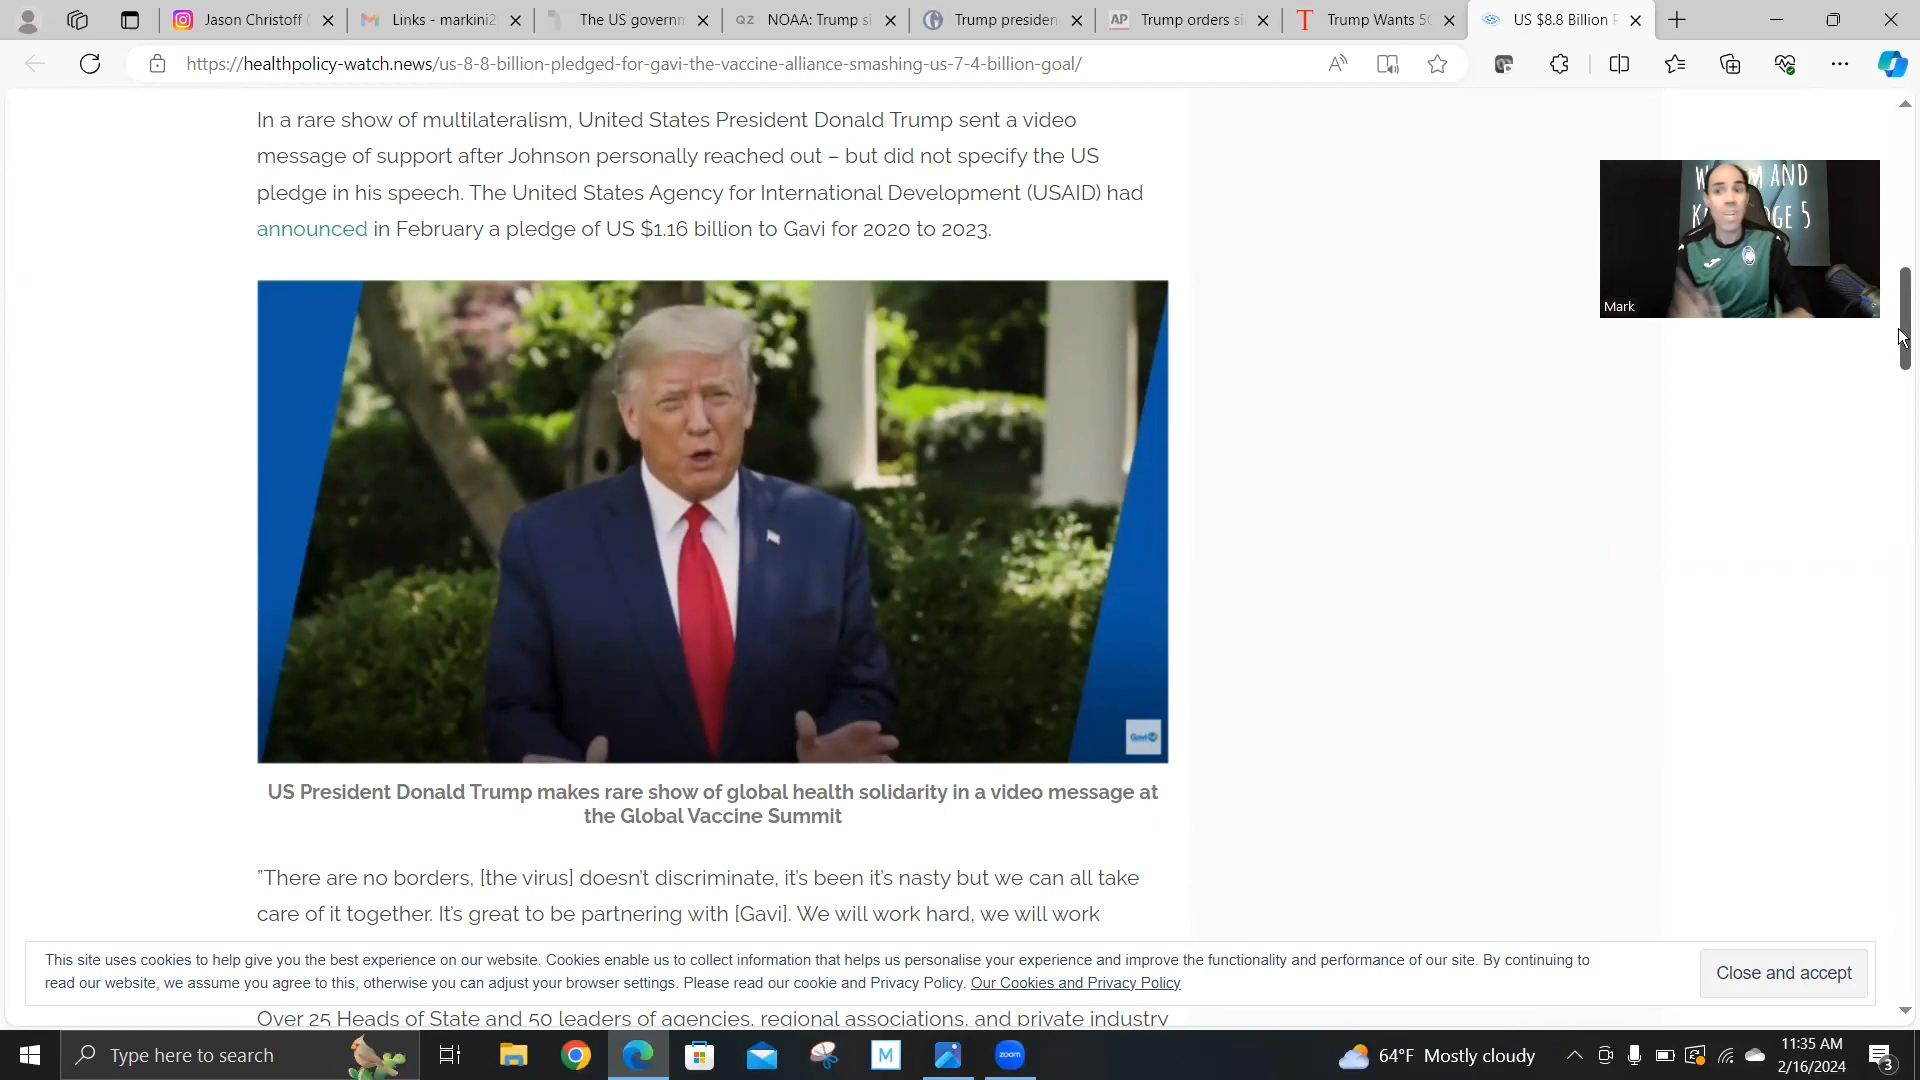 Jason Christoff (
Links - markini2
The US governm
NOAA: Trump si
Trump presiden
Trump orders si
Trump Wants 5G
US $8.8 Billion P
https://healthpolicy-watch.news/us-8-8-billion-pledged-for-gavi-the-vaccine-alliance-smashing-us-7-4-billion-goal/
In a rare show of multilateralism, United States President Donald Trump sent a video
message of support after Johnson personally reached out – but did not specify the US
pledge in his speech. The United States Agency for International Development (USAID) had
announced in February a pledge of US $1.16 billion to Gavi for 2020 to 2023.
AND
GE 5
Mark
Gavi
US President Donald Trump makes rare show of global health solidarity in a video message at
the Global Vaccine Summit
”There are no borders, [the virus] doesn’t discriminate, it’s been it’s nasty but we can all take
care of it together. It’s great to be partnering with [Gavi]. We will work hard, we will work
This site uses cookies to help give you the best experience on our website. Cookies enable us to collect information that helps us personalise your experience and improve the functionality and performance of our site. By continuing to
read our website, we assume you agree to this, otherwise you can adjust your browser settings. Please read our cookie and Privacy Policy. Our Cookies and Privacy Policy
Close and accept
Over 25 Heads of State and 50 leaders of agencies, regional associations, and private industry
Type here to search
M
zoom
64°F Mostly cloudy
11:35 AM
2/16/2024
3